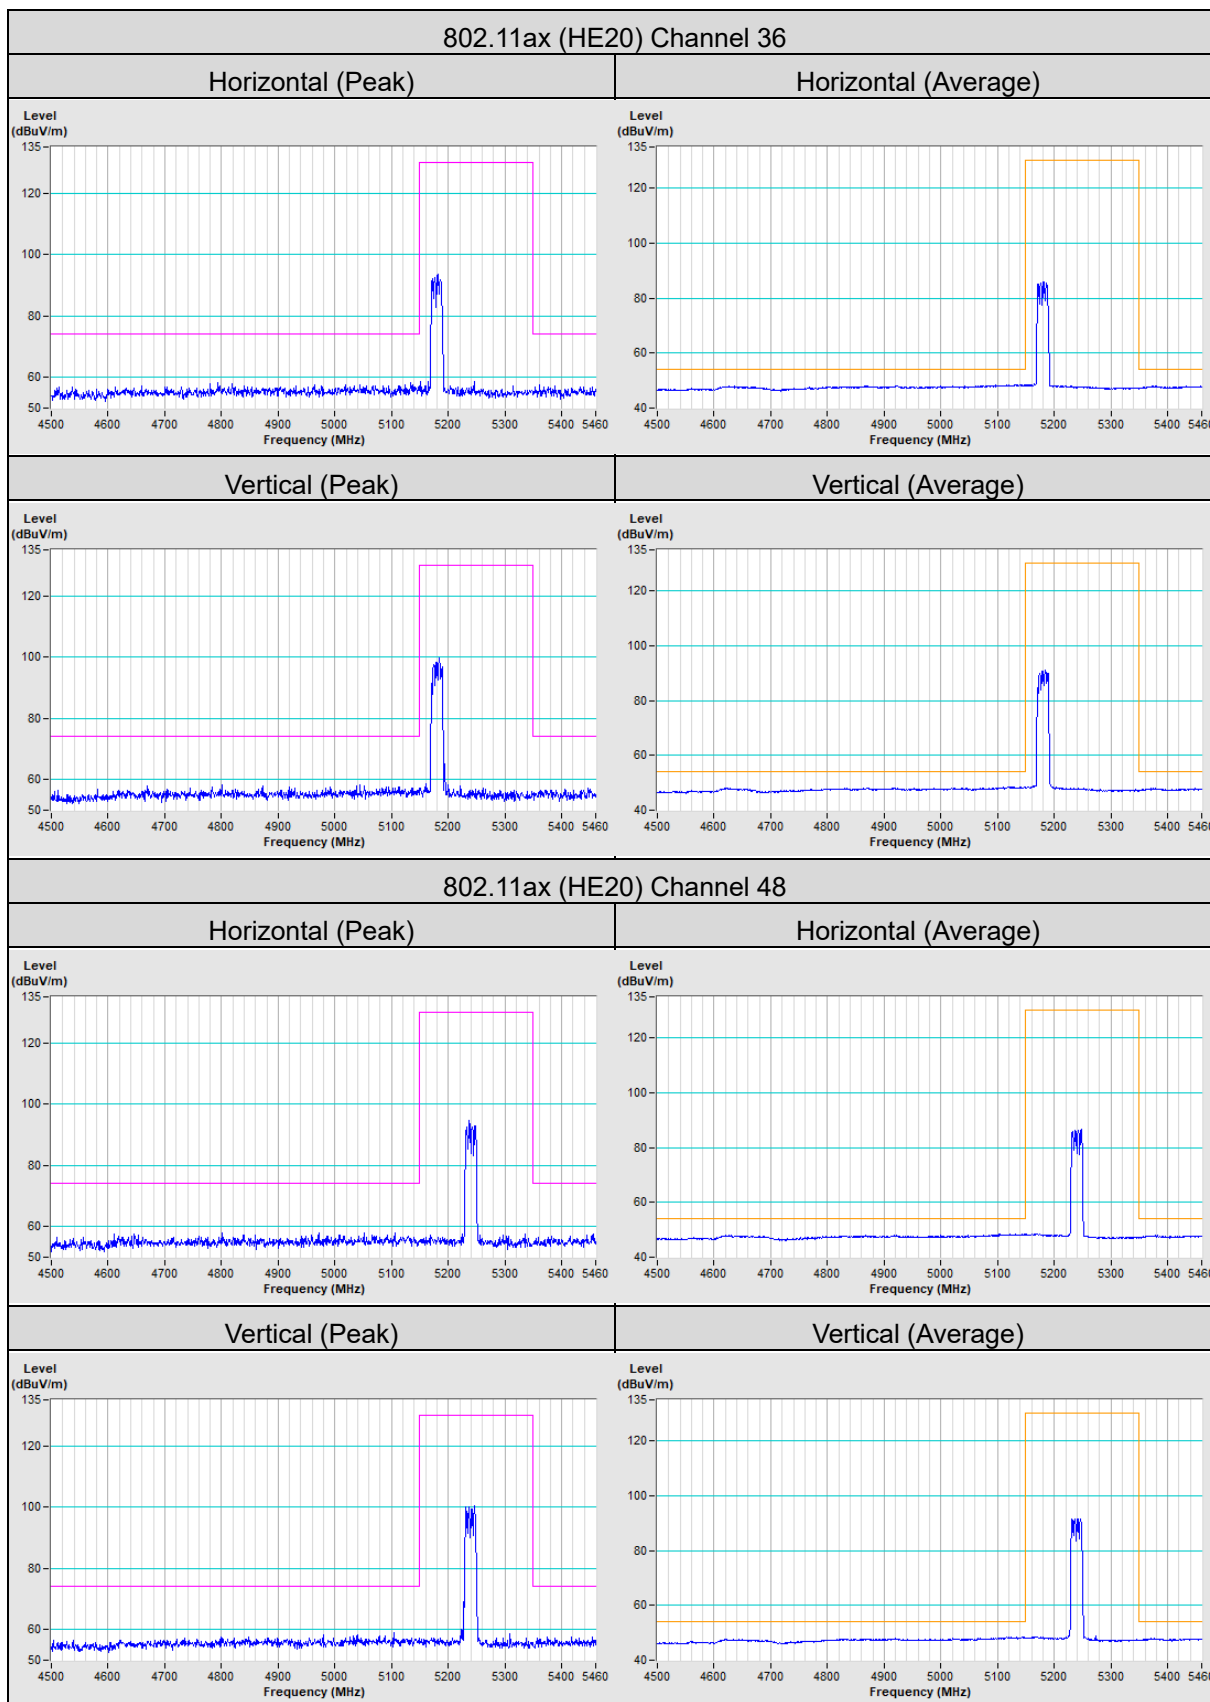 802.11ax (HE20) Channel 36
Horizontal (Peak) Horizontal (Average)
Level
(dBuV/m)
135
120
100
80
60
50
4500 4600 4700 4800 4900 5000 5100 5200 5300 5400 5460
Frequency (MHz)
Level
(dBuV/m)
135
120
100
80
60
40
4500 4600 4700 4800 4900 5000 5100 5200 5300 5400 5460
Frequency (MHz)
Vertical (Peak) Vertical (Average)
Level
(dBuV/m)
135
120
100
80
60
50
4500 4600 4700 4800 4900 5000 5100 5200 5300 5400 5460
Frequency (MHz)
Level
(dBuV/m)
135
120
100
80
60
40
4500 4600 4700 4800 4900 5000 5100 5200 5300 5400 5460
Frequency (MHz)
802.11ax (HE20) Channel 48
Horizontal (Peak) Horizontal (Average)
Level
(dBuV/m)
135
120
100
80
60
50
4500 4600 4700 4800 4900 5000 5100 5200 5300 5400 5460
Frequency (MHz)
Level
(dBuV/m)
135
120
100
80
60
40
4500 4600 4700 4800 4900 5000 5100 5200 5300 5400 5460
Frequency (MHz)
Vertical (Peak) Vertical (Average)
Level
(dBuV/m)
135
120
100
80
60
50
4500 4600 4700 4800 4900 5000 5100 5200 5300 5400 5460
Frequency (MHz)
Level
(dBuV/m)
135
120
100
80
60
40
4500 4600 4700 4800 4900 5000 5100 5200 5300 5400 5460
Frequency (MHz)